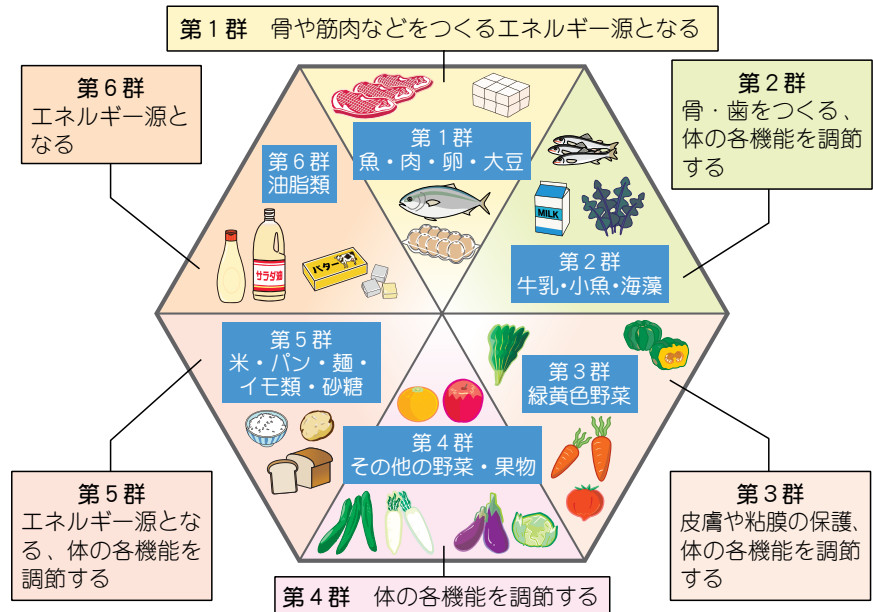 第1群　骨や筋肉などをつくるエネルギー源となる
第6群
エネルギー源と
なる
第2群
骨・歯をつくる、
体の各機能を調節
する
第1群
魚・肉・卵・大豆
第6群
油脂類
MILK
サラダ油
バター
第2群
牛乳・小魚・海藻
第5群
米・パン・麺・
イモ類・砂糖
第3群
緑黄色野菜
第4群
その他の野菜・果物
第5群
エネルギー源とな
る、体の各機能を
調節する
第3群
皮膚や粘膜の保護、
体の各機能を調節
する
第4群　体の各機能を調節する